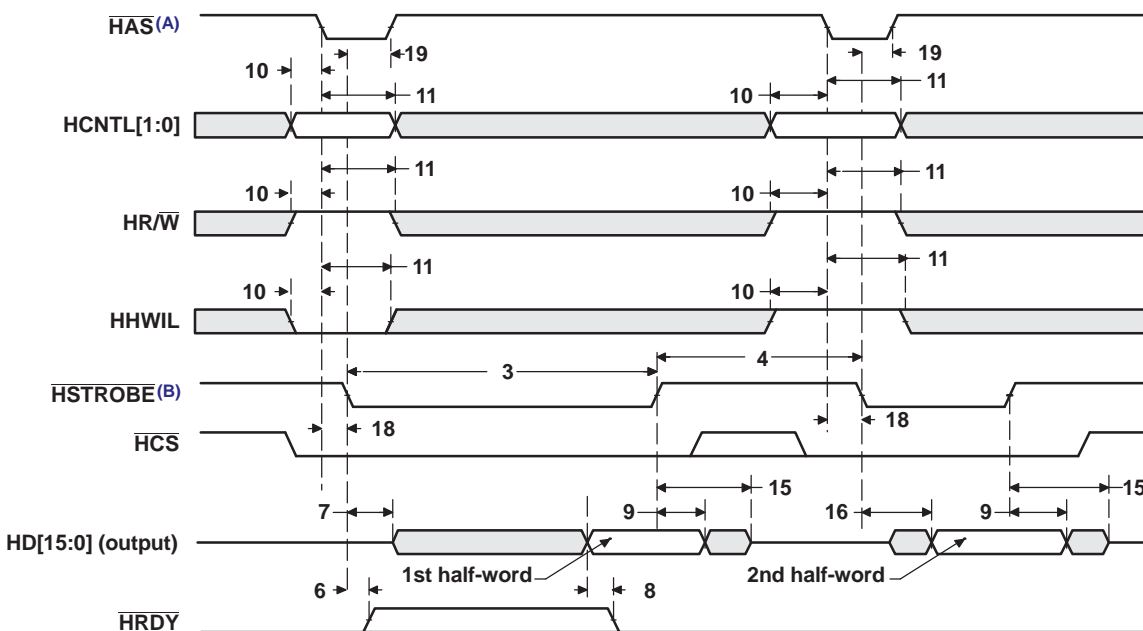 HAS(A)
19
19
10
11
10
11
HCNTL[1:0]
11
11
10
10
HR/W
11
11
10
10
HHWIL
3
4
HSTROBE(B)
18
18
HCS
15
15
7
9
16
9
HD[15:0] (output)
1st half-word
2nd half-word
6
8
HRDY